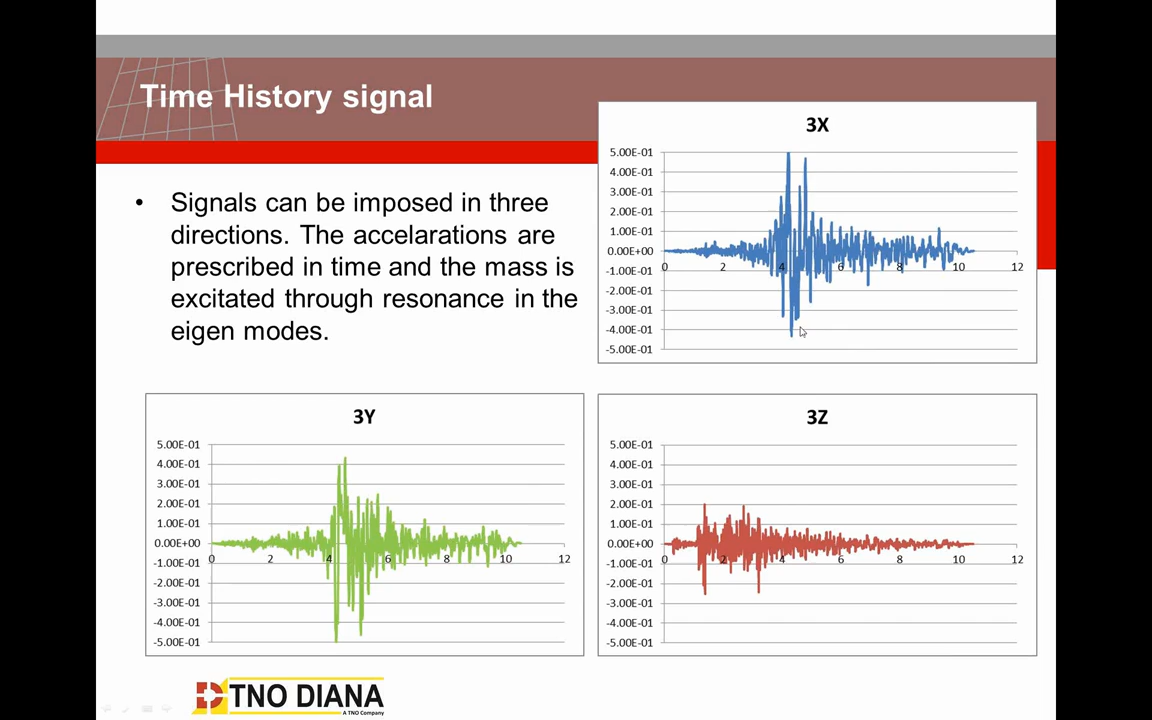 Time History signal
• Signals can be imposed in three
directions. The accelarations are
prescribed in time and the mass is
excitated through resonance in the
eigen modes.
3X
5.00E-01
4.00E-01
3.00E-01
2.00E-01
1.00E-01
0.00E+00
-1.00E-01
-2.00E-01
-3.00E-01
-4.00E-01
-5.00E-01
0 2 4 6 8 10 12
3Y
5.00E-01
4.00E-01
3.00E-01
2.00E-01
1.00E-01
0.00E+00
-1.00E-01
-2.00E-01
-3.00E-01
-4.00E-01
-5.00E-01
0 2 4 6 8 10 12
3Z
5.00E-01
4.00E-01
3.00E-01
2.00E-01
1.00E-01
0.00E+00
-1.00E-01
-2.00E-01
-3.00E-01
-4.00E-01
-5.00E-01
0 2 4 6 8 10 12
TNO DIANA
A TNO Company